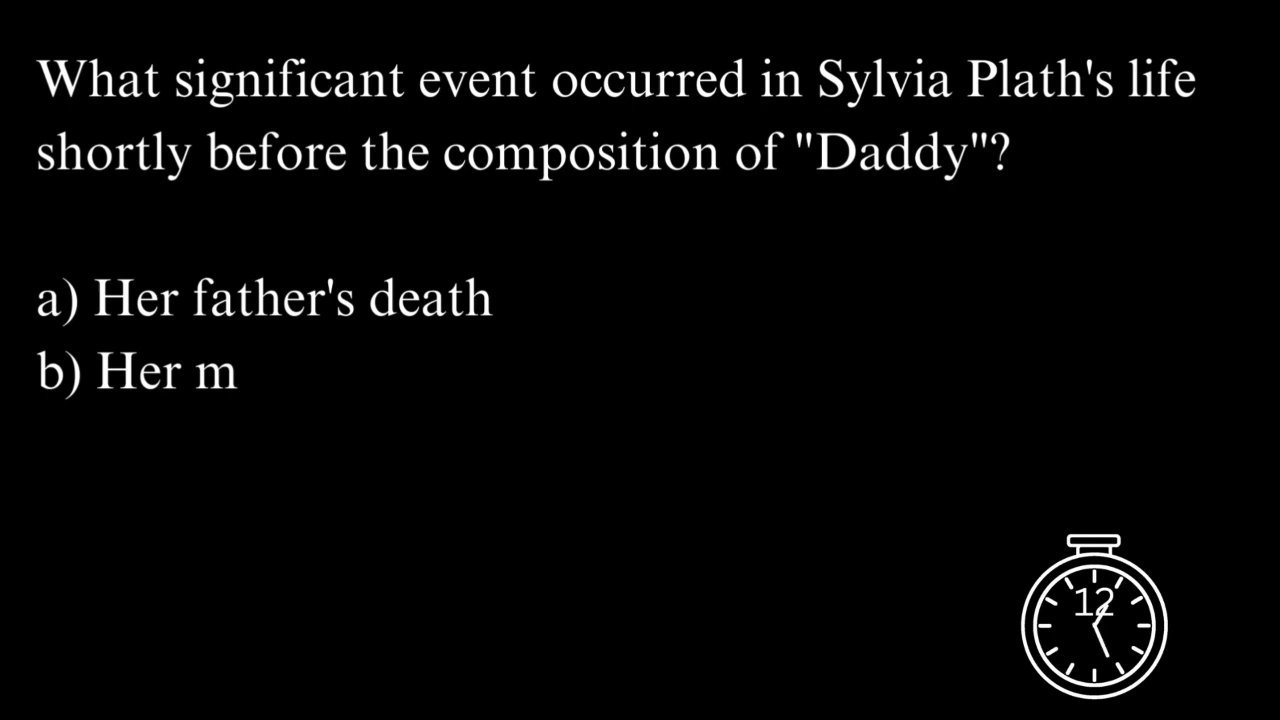 What significant event occurred in Sylvia Plath's life
shortly before the composition of "Daddy"?
a) Her father's death
b) Her m
12